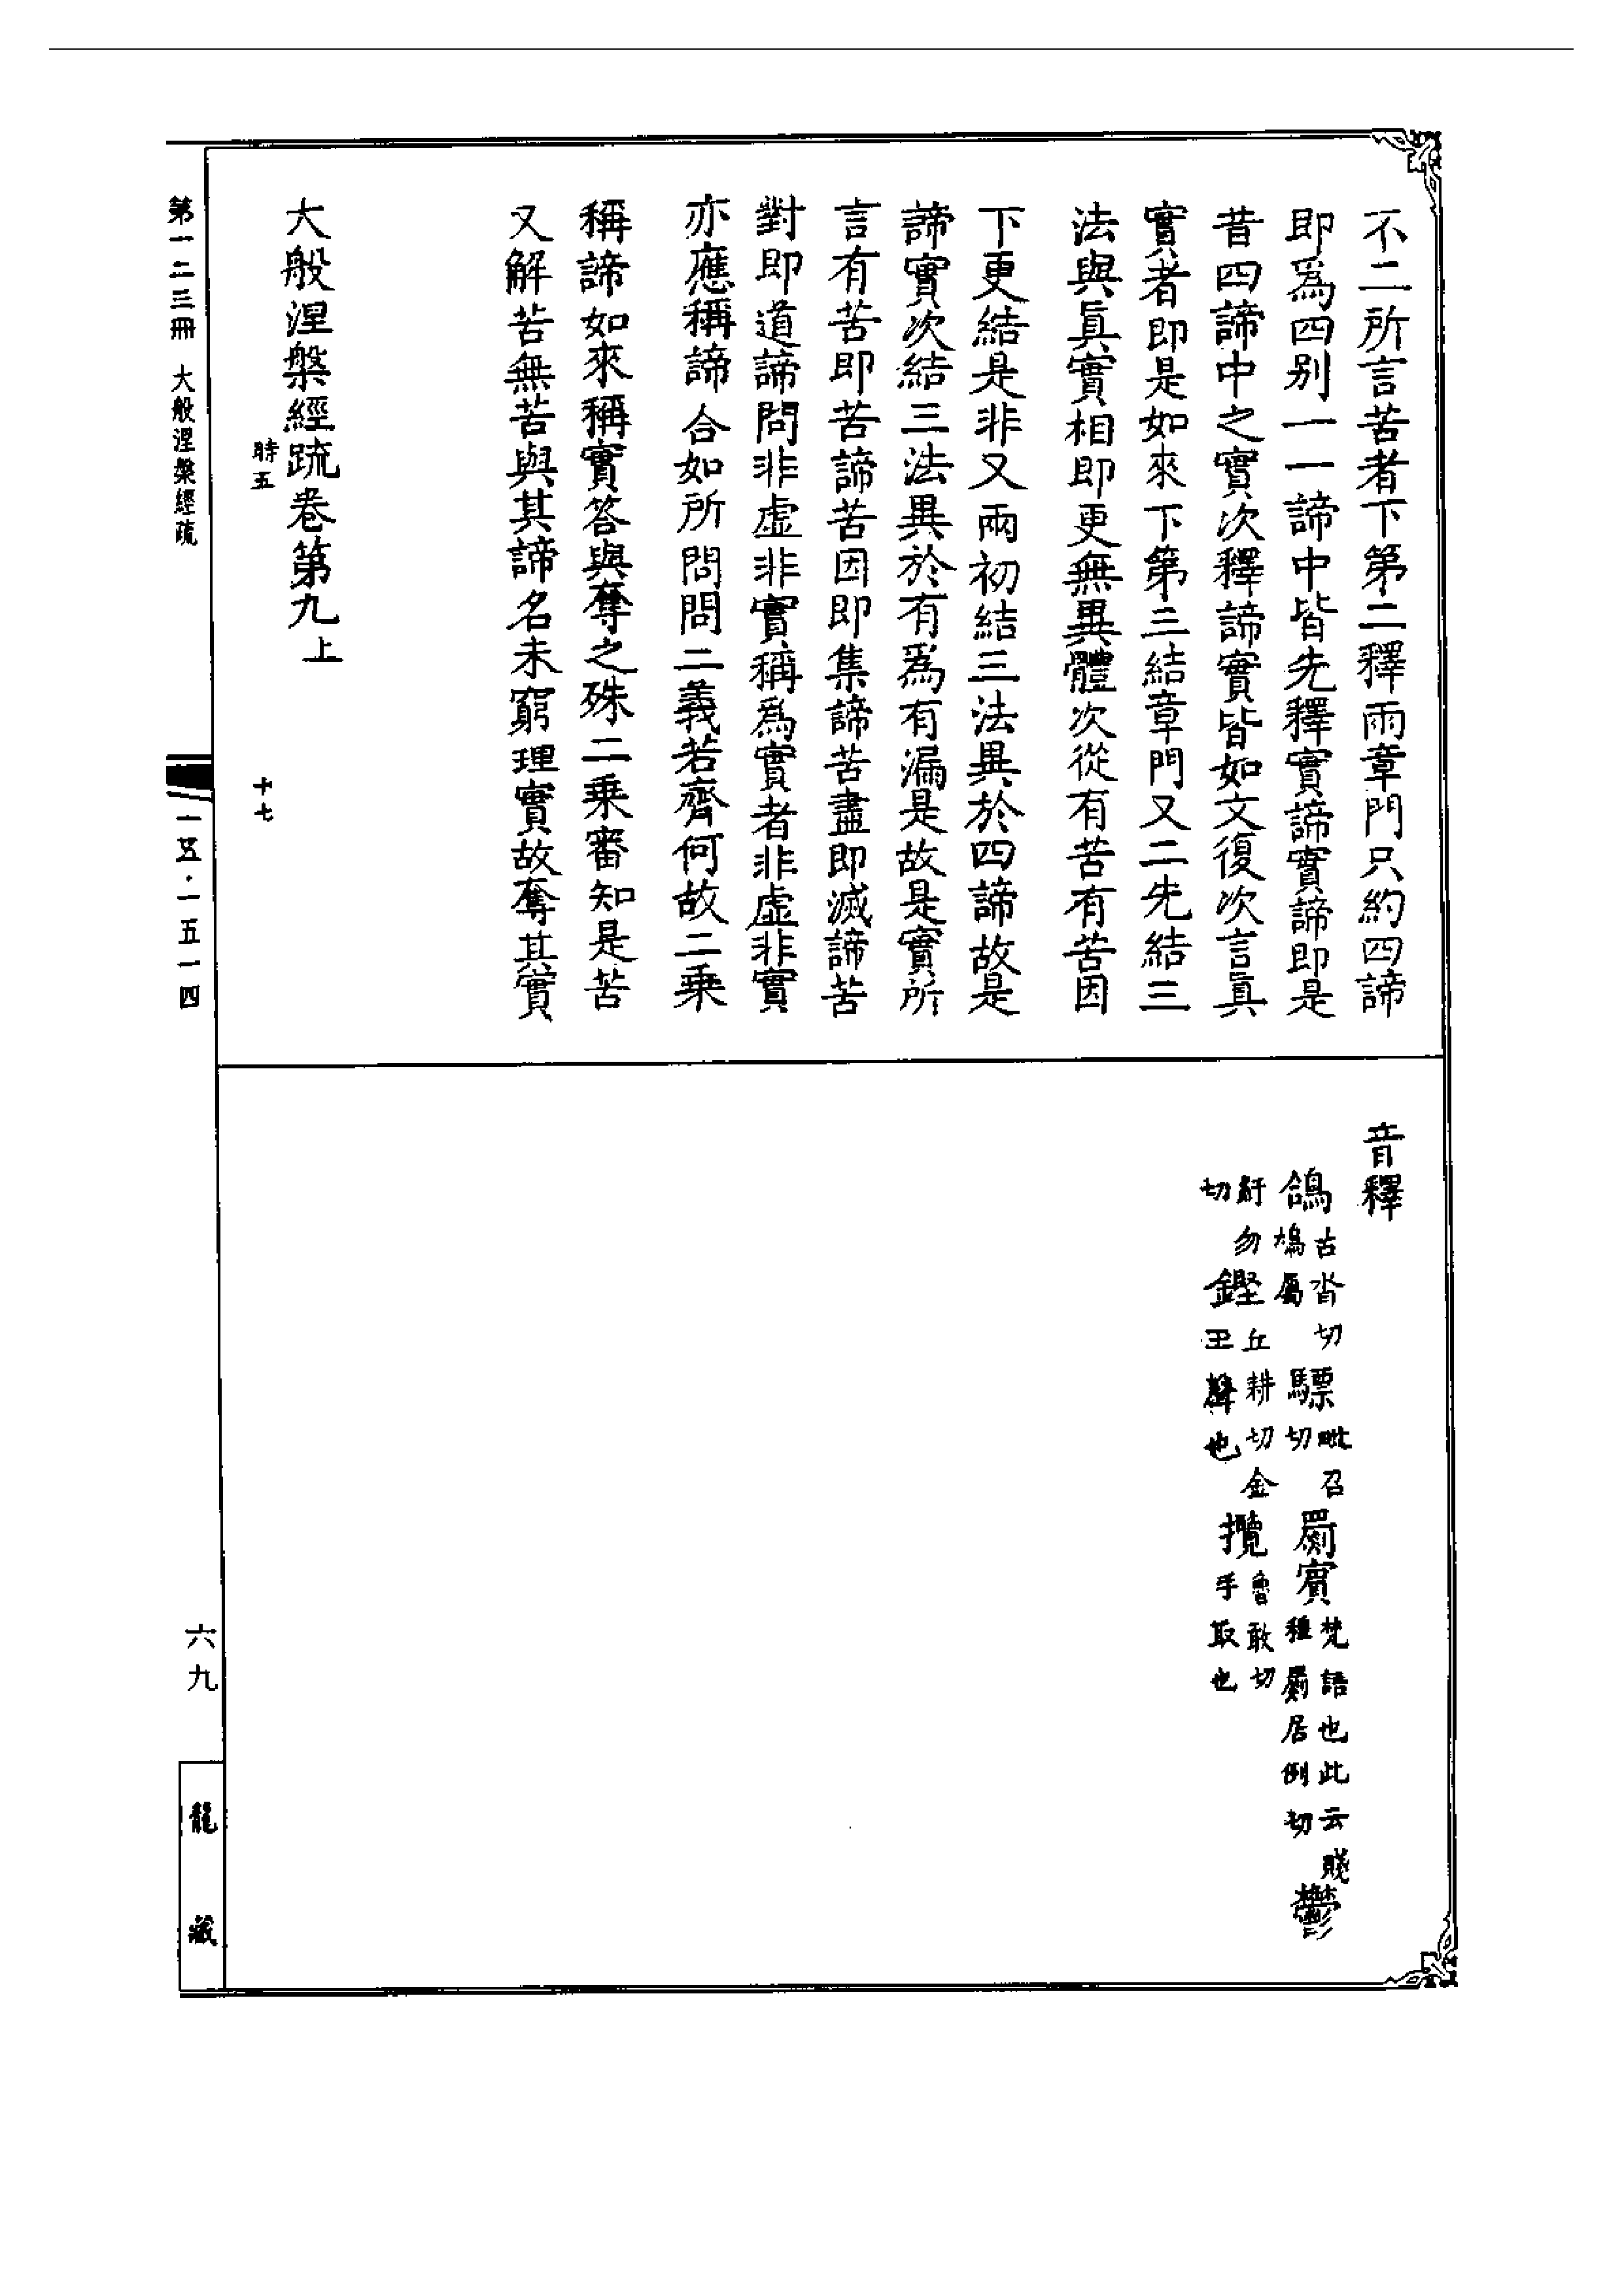 不二所言苦者下第二釋兩章門只約四諦
即爲四别一一諦中皆先釋實諦實諦即是
昔四諦中之實次釋諦實皆如文復次言眞
實者即是如來下第三結章門又二先結三
法與眞實相即更無異體次從有苦有苦因
下更結是非又兩初結三法異於四諦故是
諦實次結三法異於有爲有漏是故是實所
言有苦即苦諦苦因即集諦苦盡即滅諦苦
對即道諦問非虛非實稱爲實者非虛非實
亦應稱諦合如所問問二義若齊何故二乘
稱諦如來稱實答與奪之殊二乘審知是苦
又解苦無苦與其諦名未窮理實故奪其實
大般涅槃經䟽卷第九上
時五 十七
音釋
鴿古沓切鳩屬 驃毗召切 罽賓梵語也此云賤種罽居例切 鬱
紆勿切 鏗丘耕切金玉聲也 攬魯敢切手取也
第一二三冊 大般涅槃經疏
一五·一五一四
六九
龍藏